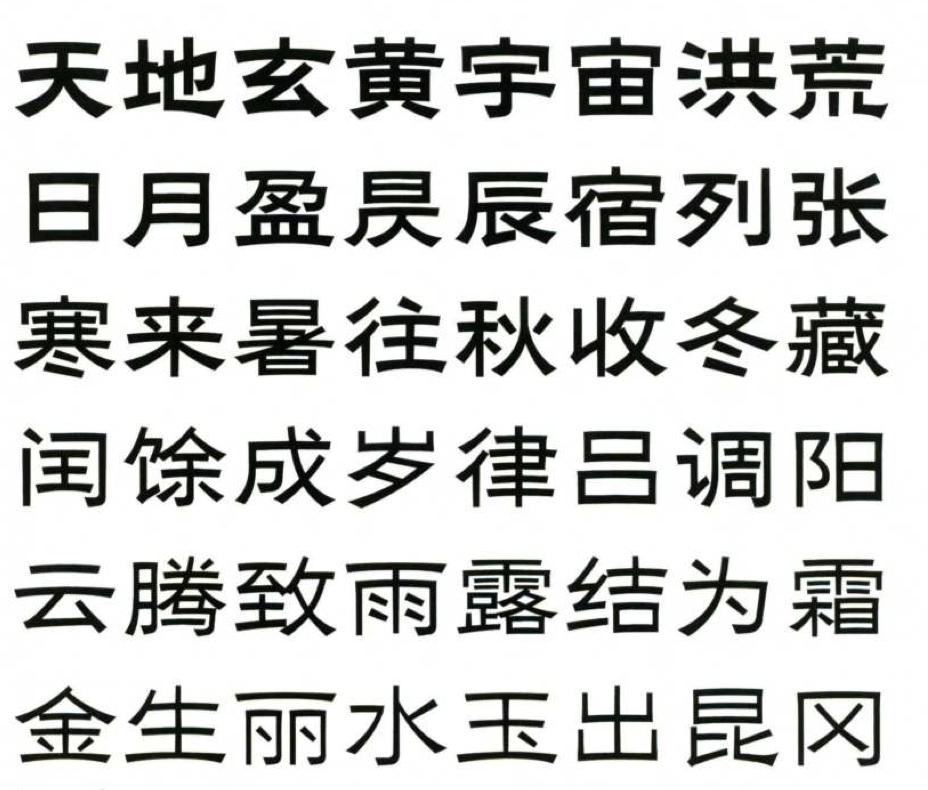 天地玄黄宇宙洪荒
日月盈昃辰宿列张
寒来暑往秋收冬藏
闰馀成岁律吕调阳
云腾致雨露结为霜
金生丽水玉出昆冈